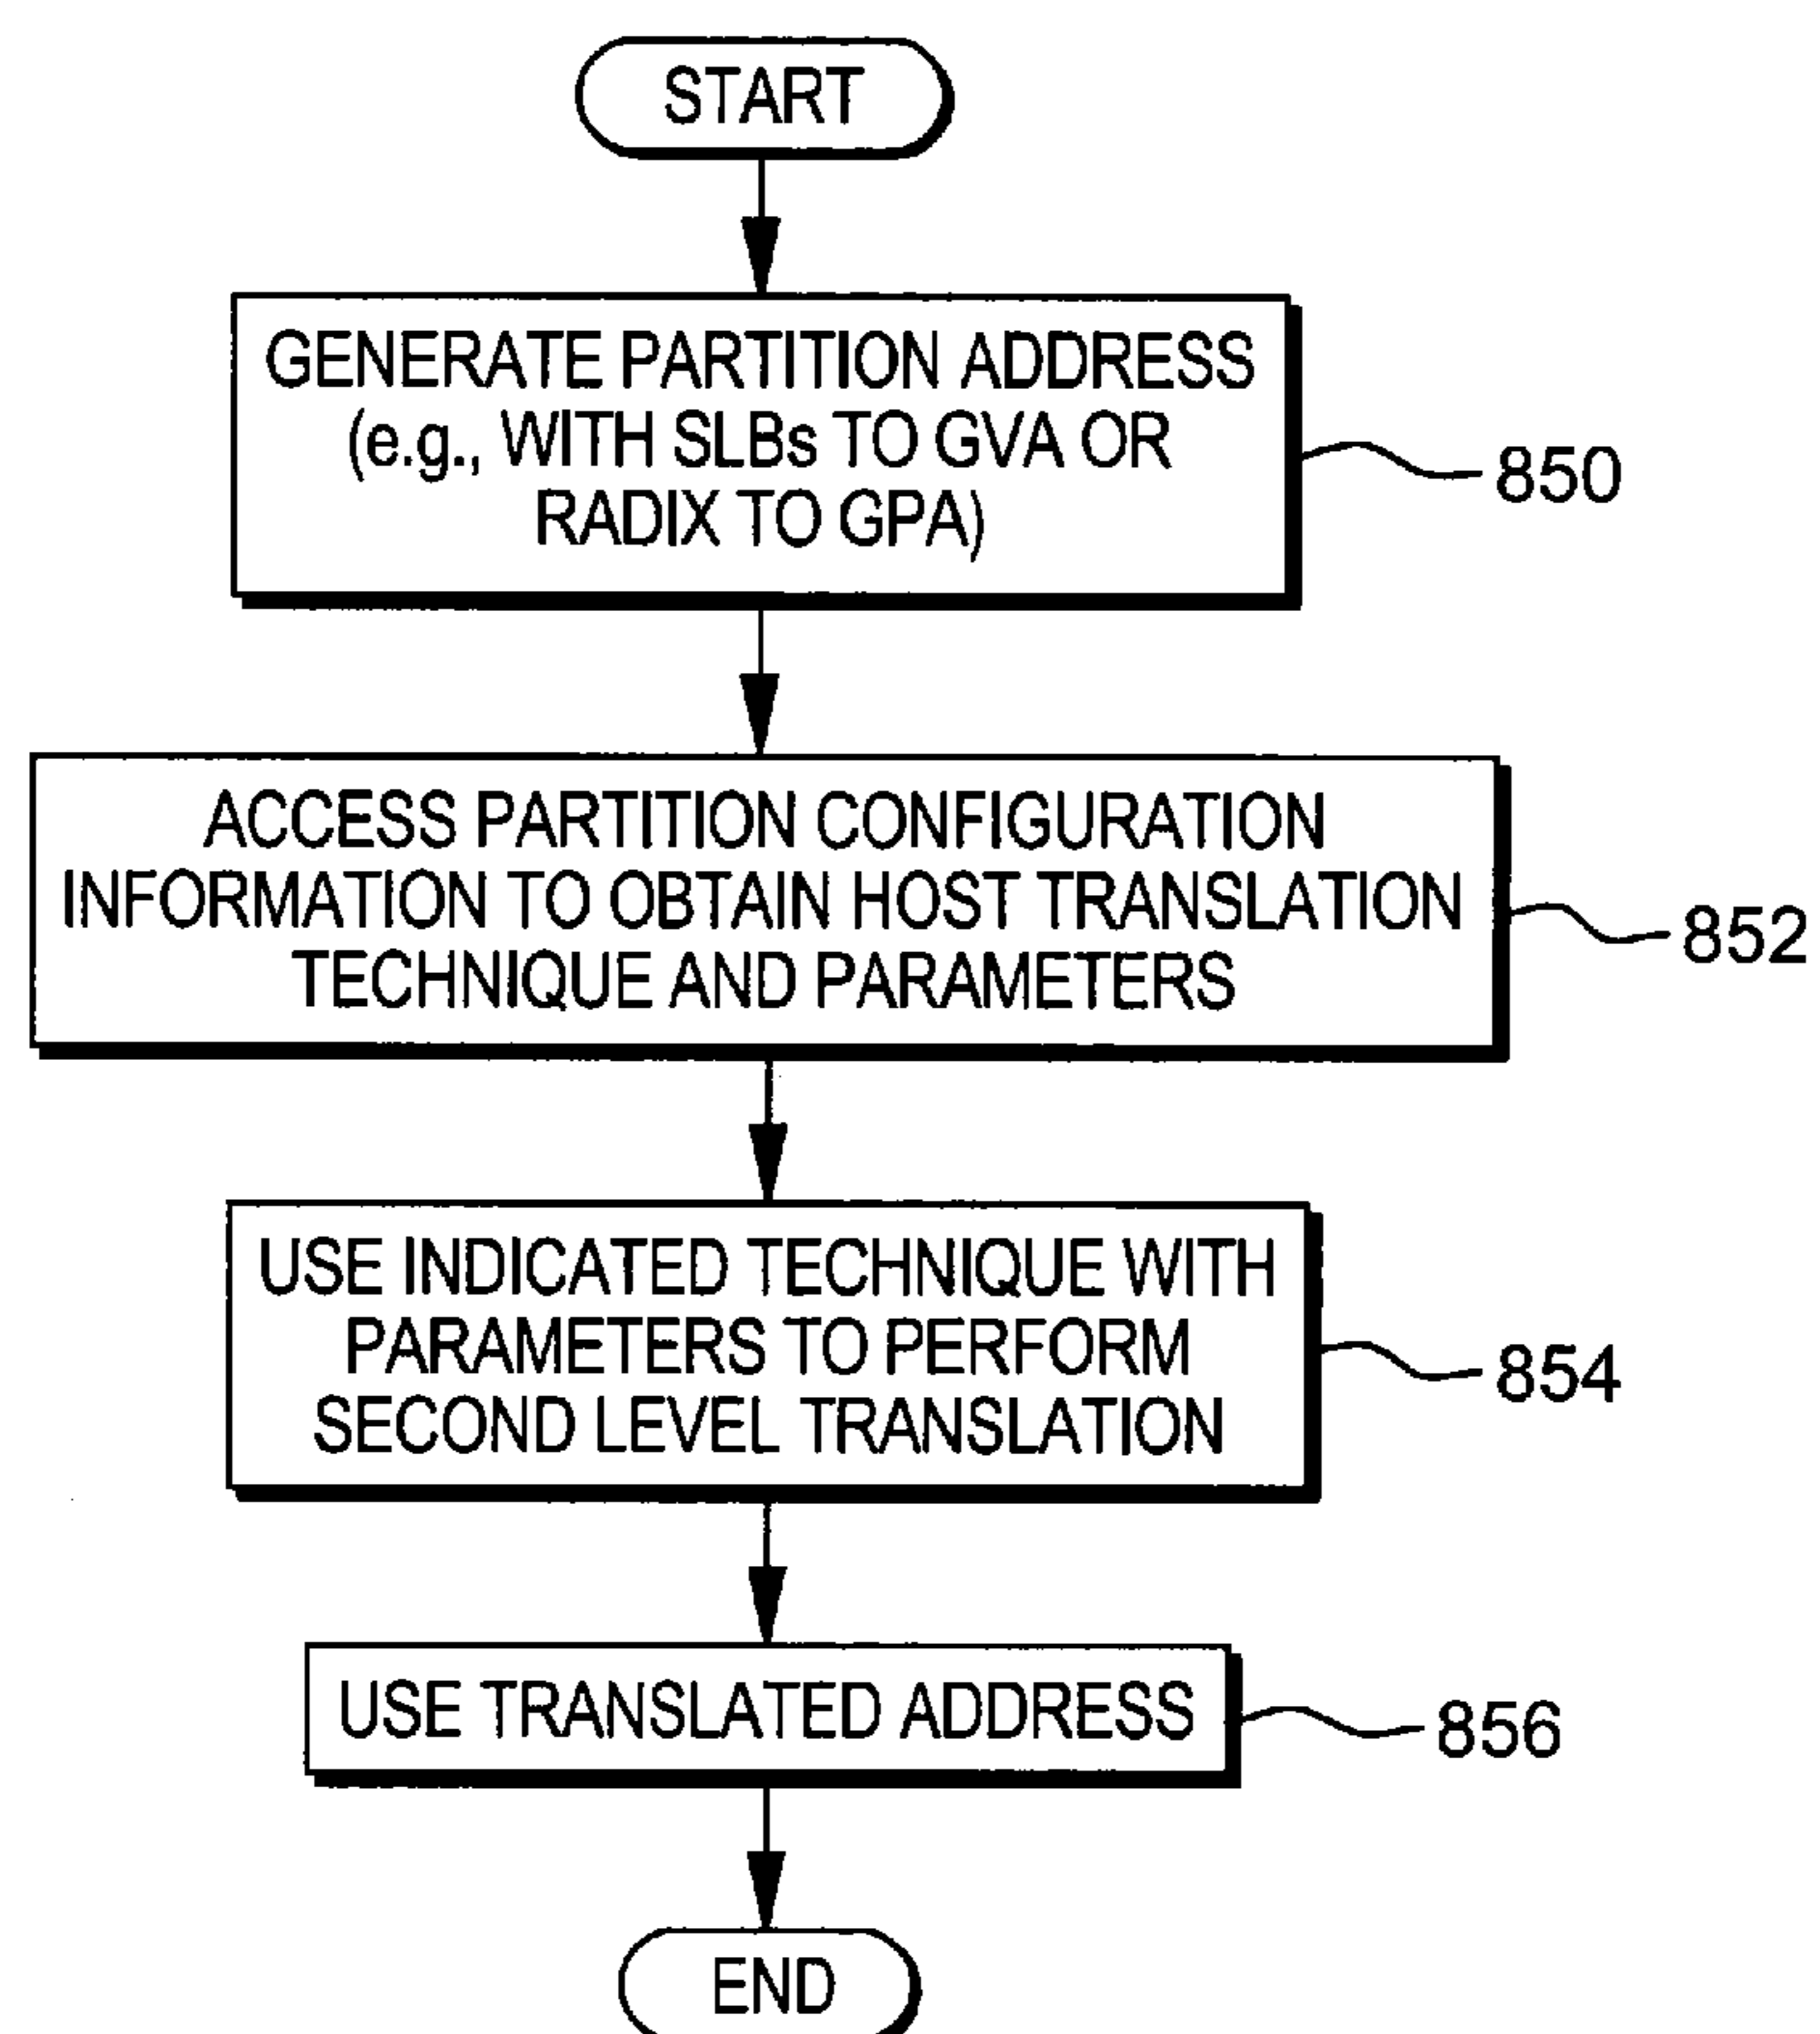 START
GENERATE PARTITION ADDRESS
(e.g., WITH SLBs TO GVA OR
RADIX TO GPA)
850
ACCESS PARTITION CONFIGURATION
INFORMATION TO OBTAIN HOST TRANSLATION
TECHNIQUE AND PARAMETERS
852
USE INDICATED TECHNIQUE WITH
PARAMETERS TO PERFORM
SECOND LEVEL TRANSLATION
854
USE TRANSLATED ADDRESS
856
END